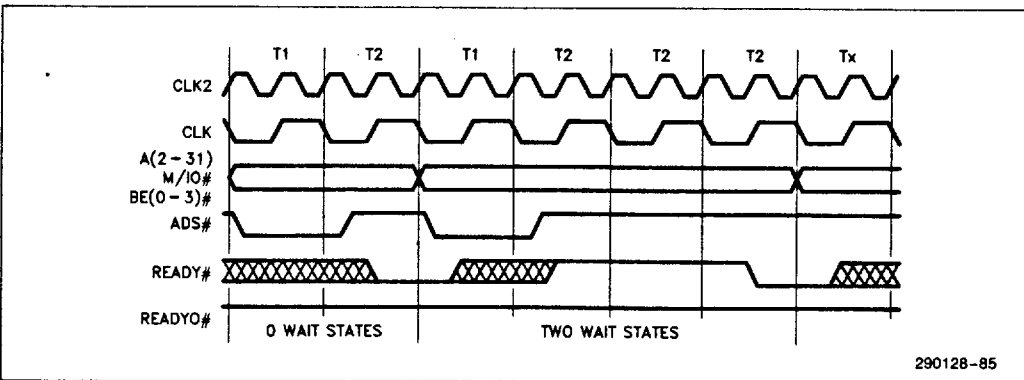 T1 T2 T1 T2 T2 T2 Tx
CLK2
CLK
A(2-31)
M/IO#
BE(0-3)#
ADS#
READY#
READYO#
0 WAIT STATES TWO WAIT STATES
290128-85